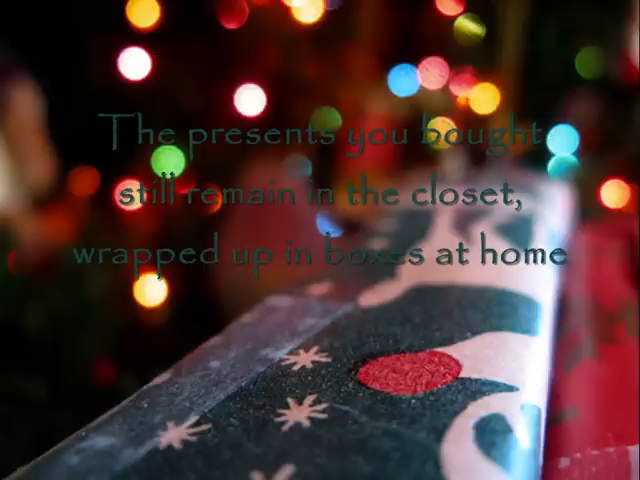 The presents you bought
still remain in the closet,
wrapped up in boxes at home